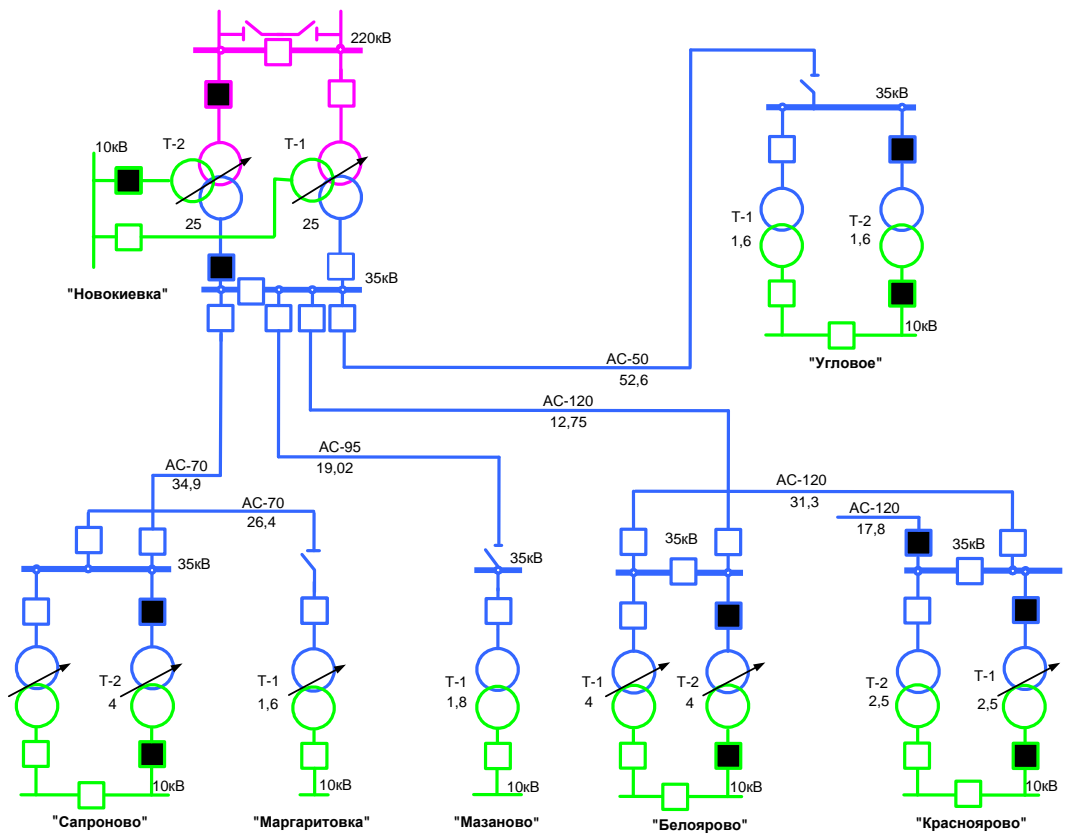 220кВ
35кВ
10кВ
Т-2
Т-1
25
25
Т-1
1,6
Т-2
1,6
"Новокиевка"
35кВ
10кВ
"Угловое"
АС-50
52,6
АС-120
12,75
АС-95
19,02
АС-70
34,9
АС-70
26,4
АС-120
31,3
АС-120
17,8
35кВ
35кВ
35кВ
35кВ
Т-2
4
Т-1
1,6
Т-1
1,8
Т-1
4
Т-2
4
Т-2
2,5
Т-1
2,5
10кВ
10кВ
10кВ
10кВ
10кВ
"Сапроново"
"Маргаритовка"
"Мазаново"
"Белоярово"
"Красноярово"